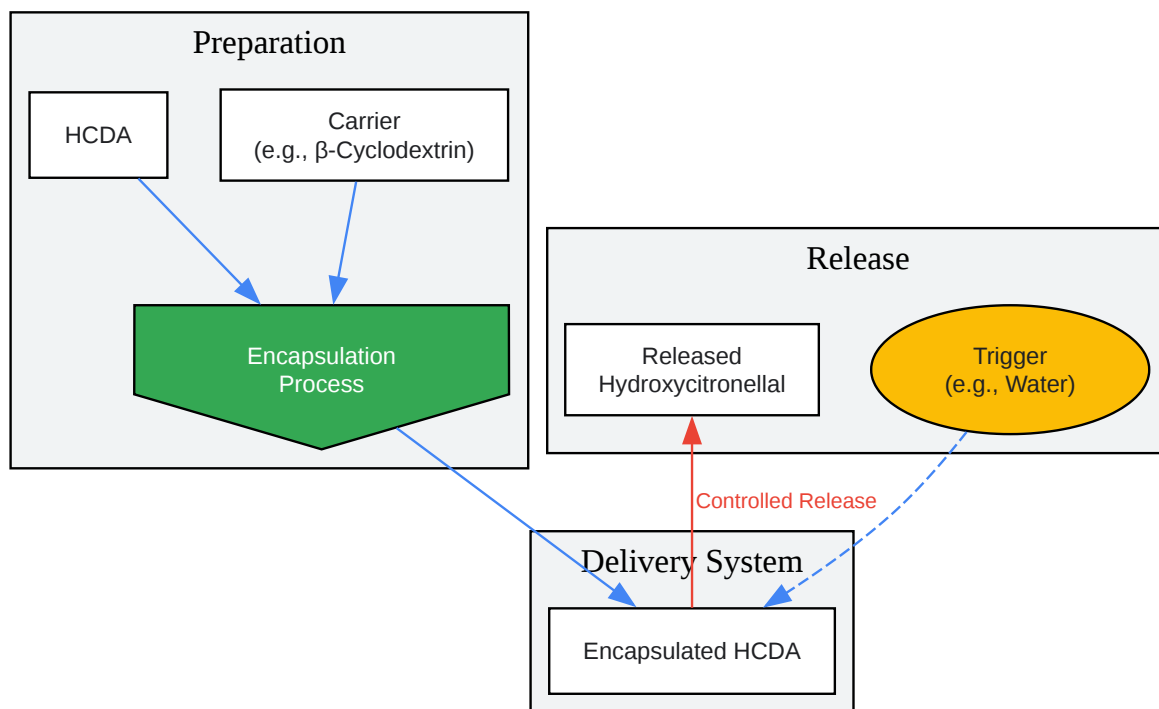 Preparation
HCDA
Carrier
(e.g., β-Cyclodextrin)
Encapsulation
Process
Release
Released
Hydroxycitronellal
Trigger
(e.g., Water)
Controlled Release
Delivery System
Encapsulated HCDA